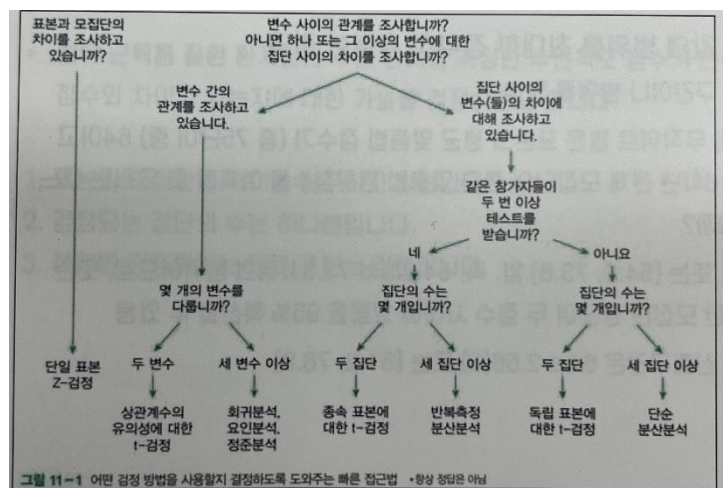 표본과 모집단의
차이를 조사하고
있습니까?
변수 사이의 관계를 조사합니까?
아니면 하나 또는 그 이상의 변수에 대한
집단 사이의 차이를 조사합니까?
변수 간의
관계를 조사하고
있습니다.
집단 사이의
변수(들)의 차이에
대해 조사하고
있습니다.
같은 참가자들이
두 번 이상
테스트를
받습니까?
네
아니요
몇 개의 변수를
다룹니까?
집단의 수는
몇 개입니까?
집단의 수는
몇 개입니까?
단일 표본
Z-검정
두 변수
세 변수 이상
두 집단
세 집단 이상
두 집단
세 집단 이상
상관계수의
유의성에 대한
t-검정
회귀분석,
요인분석,
정준분석
종속 표본에
대한 t-검정
반복측정
분산분석
독립 표본에
대한 t-검정
단순
분산분석
그림 11-1 어떤 검정 방법을 사용할지 결정하도록 도와주는 빠른 접근법 •항상 정답은 아님